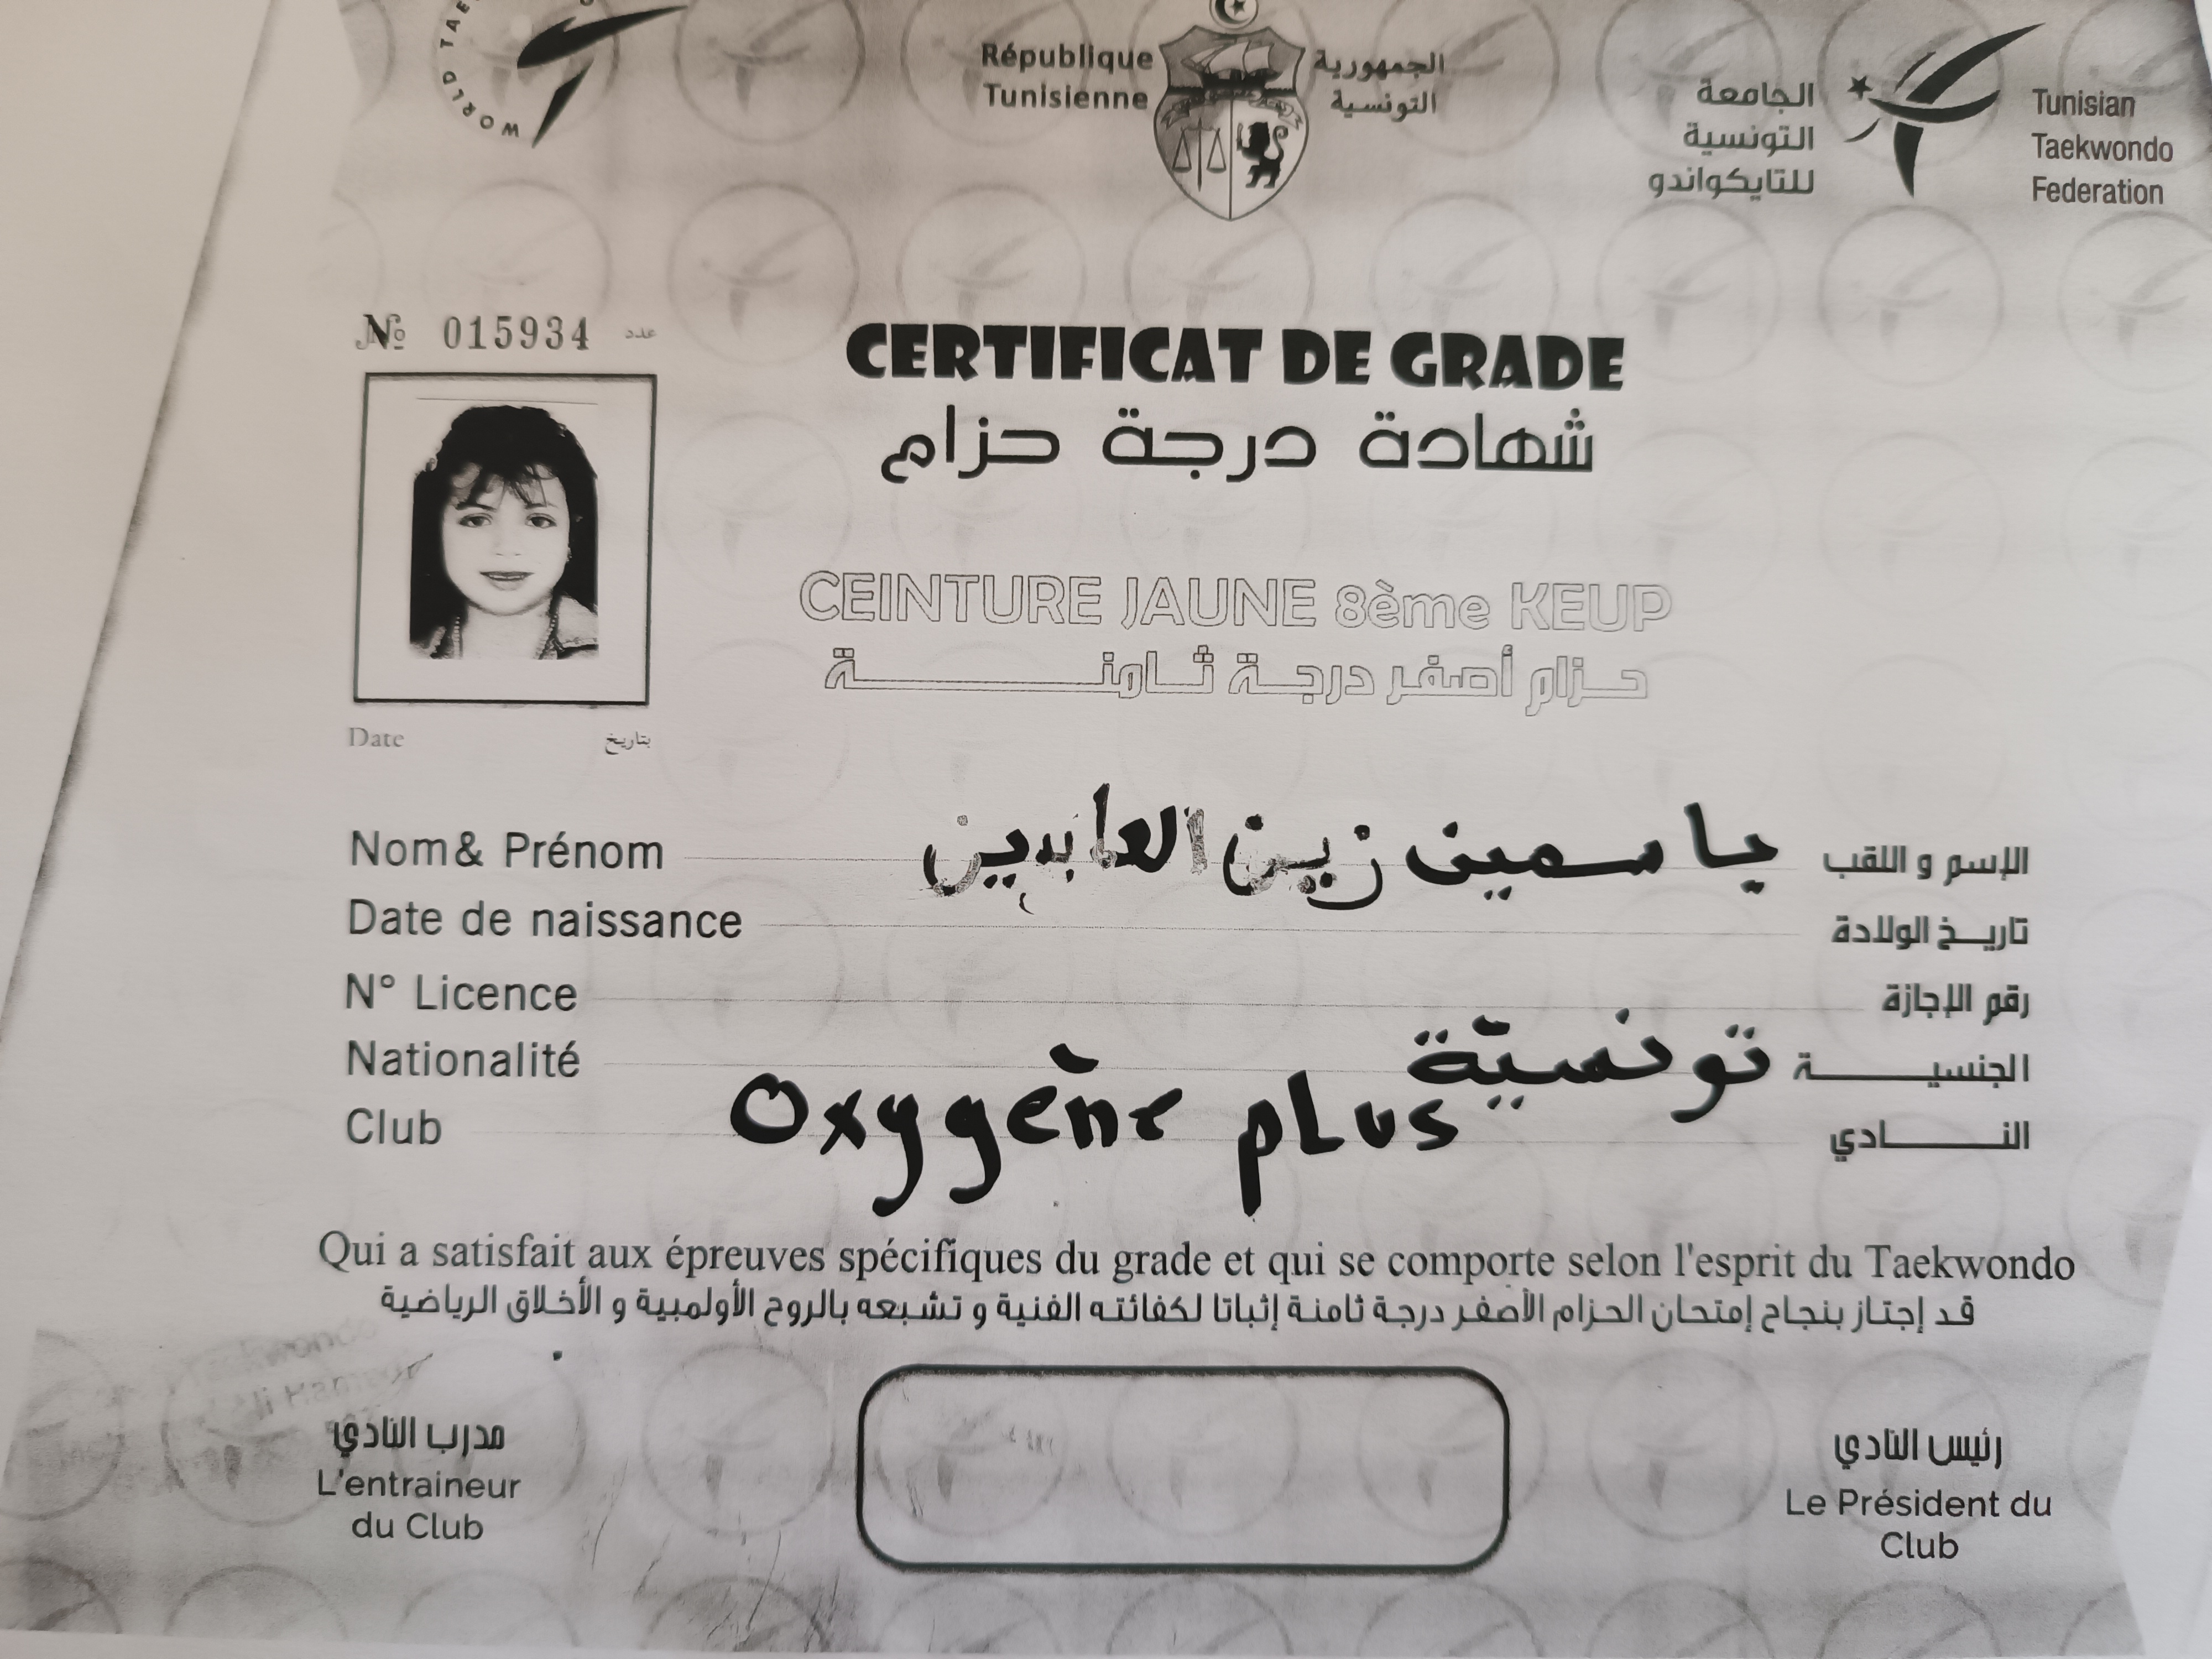 WORLD TAE
République
Tunisienne
الجمهورية
التونسية
الجامعة
التونسية
للتايكواندو
Tunisian
Taekwondo
Federation
№ 015934 عدد
CERTIFICAT DE GRADE
شهادة درجة حزام
CEINTURE JAUNE 8ème KEUP
حزام أصفر درجة ثامنة
Date بتاريخ
Nom& Prénom ياسمين زين العابدين الإسم و اللقب
Date de naissance تاريخ الولادة
N° Licence رقم الإجازة
Nationalité تونسيّة الجنسية
Club Oxygène plus النادي
Qui a satisfait aux épreuves spécifiques du grade et qui se comporte selon l'esprit du Taekwondo
قد إجتاز بنجاح إمتحان الحزام الأصفر درجة ثامنة إثباتا لكفائته الفنية و تشبعه بالروح الأولمبية و الأخلاق الرياضية
مدرب النادي
L'entraineur
du Club
رئيس النادي
Le Président du
Club